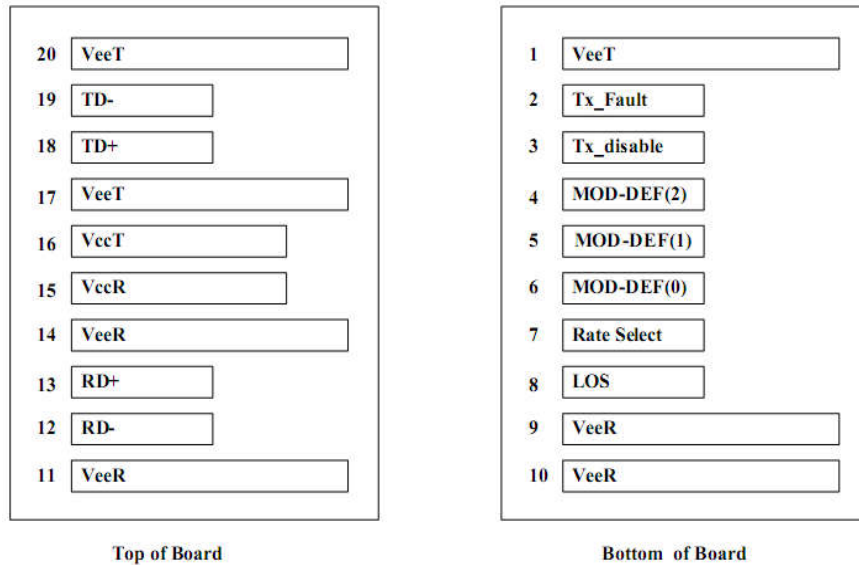 20 VeeT
19 TD-
18 TD+
17 VeeT
16 VccT
15 VccR
14 VeeR
13 RD+
12 RD-
11 VeeR
Top of Board
1 VeeT
2 Tx_Fault
3 Tx_disable
4 MOD-DEF(2)
5 MOD-DEF(1)
6 MOD-DEF(0)
7 Rate Select
8 LOS
9 VeeR
10 VeeR
Bottom of Board